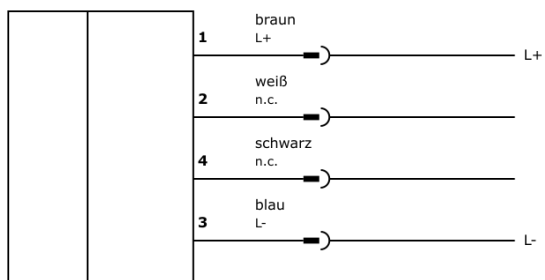 braun
1 L+
L+
weiß
2 n.c.
schwarz
4 n.c.
blau
3 L-
L-